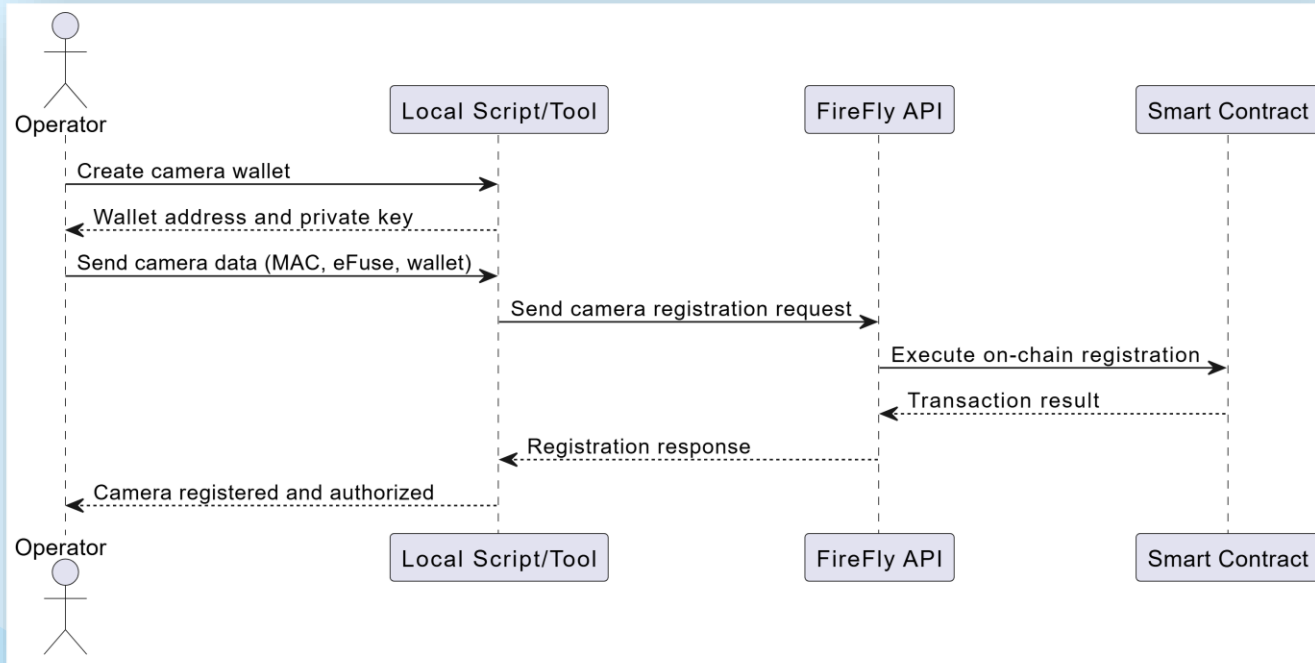 Operator
Local Script/Tool
FireFly API
Smart Contract
Create camera wallet
Wallet address and private key
Send camera data (MAC, eFuse, wallet)
Send camera registration request
Execute on-chain registration
Transaction result
Registration response
Camera registered and authorized
Operator
Local Script/Tool
FireFly API
Smart Contract